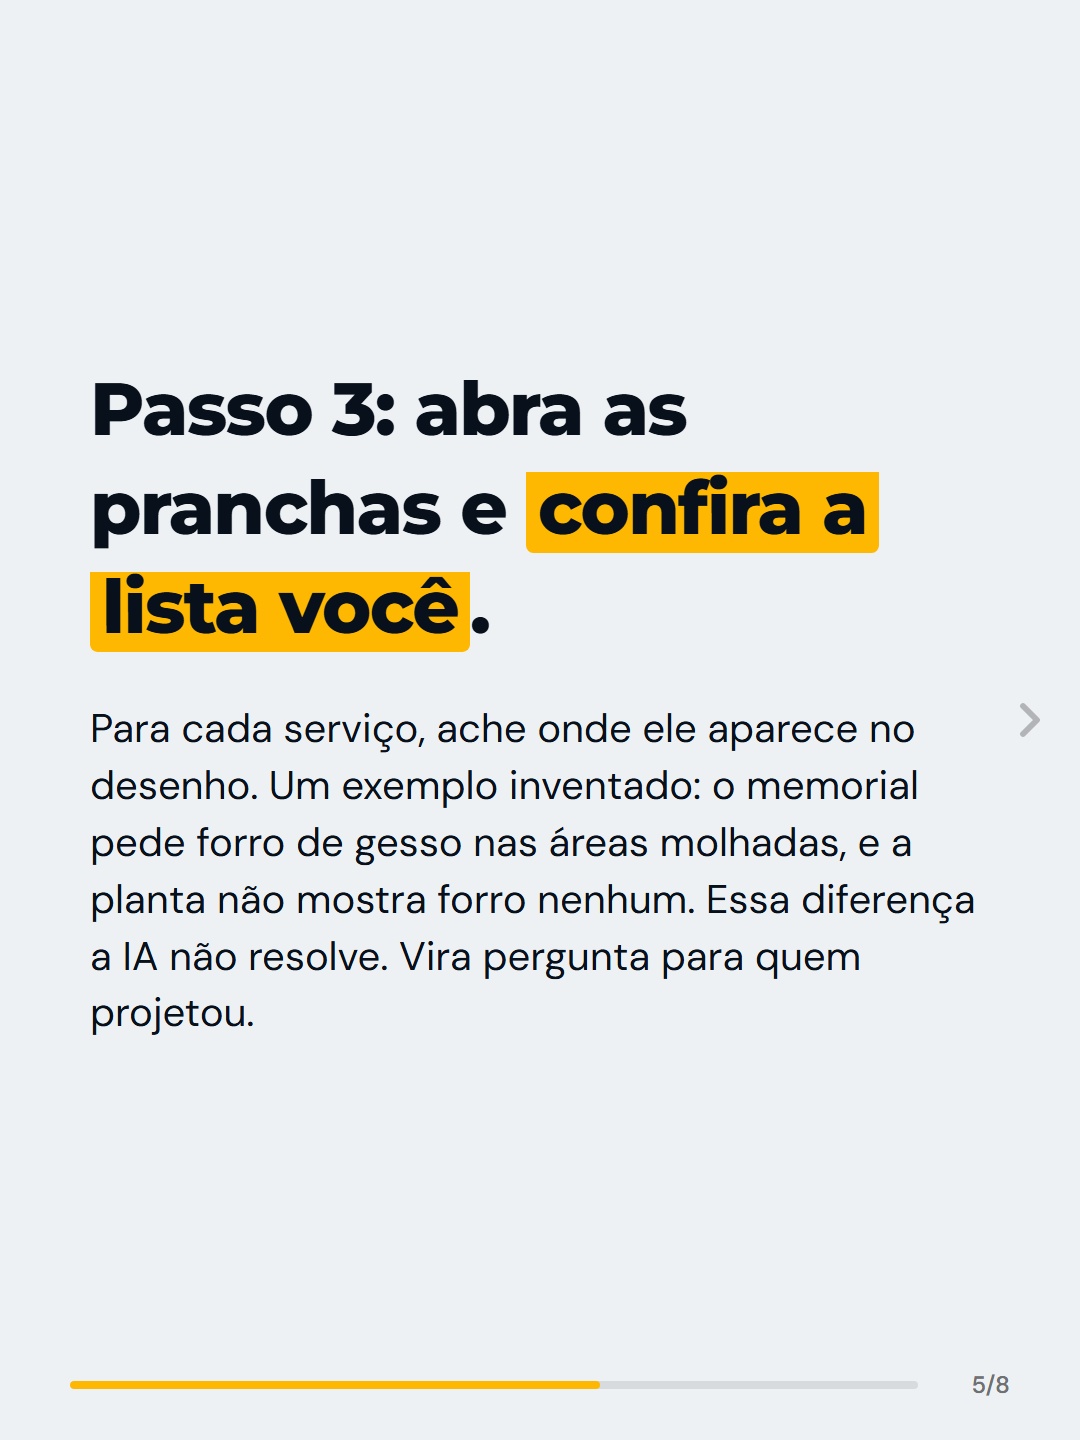 Passo 3: abra as
pranchas e confira a
lista você.
Para cada serviço, ache onde ele aparece no
desenho. Um exemplo inventado: o memorial
pede forro de gesso nas áreas molhadas, e a
planta não mostra forro nenhum. Essa diferença
a IA não resolve. Vira pergunta para quem
projetou.
5/8